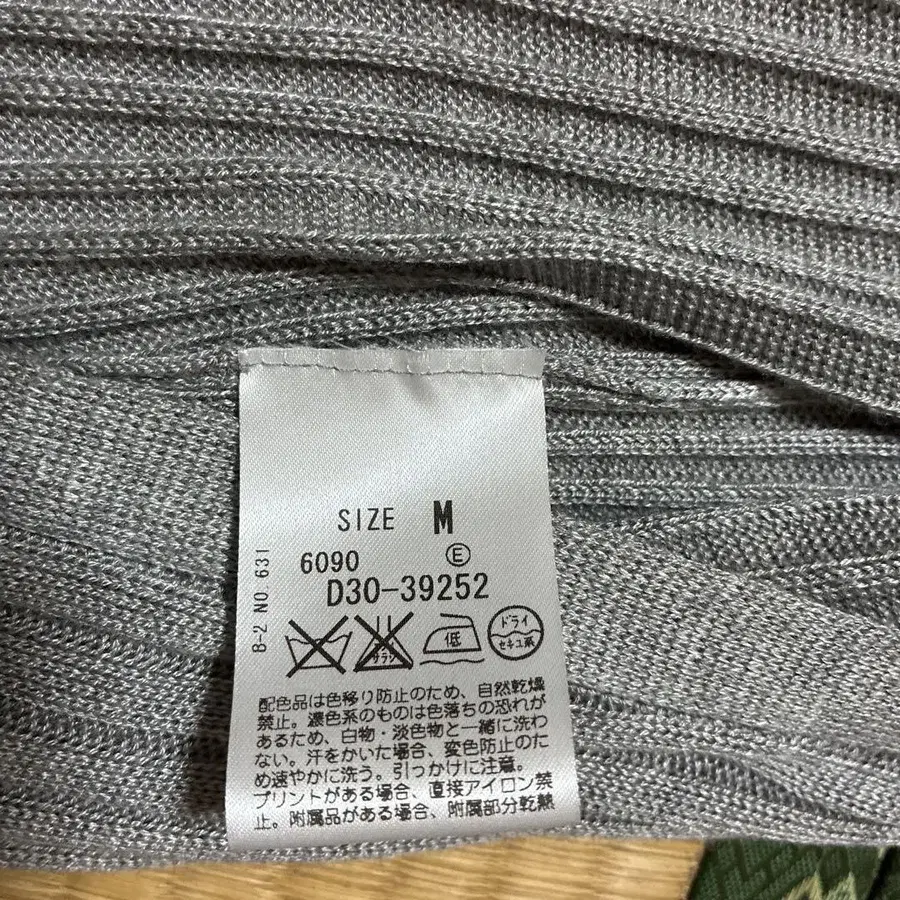 SIZE M
6090 Ⓔ
D30-39252
B-2 NO.631
サラシ
低
ドライ
セキユ系
配色品は色移り防止のため、自然乾燥
禁止。濃色系のものは色落ちの恐れが
あるため、白物・淡色物と一緒に洗わ
ない。汗をかいた場合、変色防止のた
め速やかに洗う。引っかけに注意。
プリントがある場合、直接アイロン禁
止。附属品がある場合、附属部分乾熱